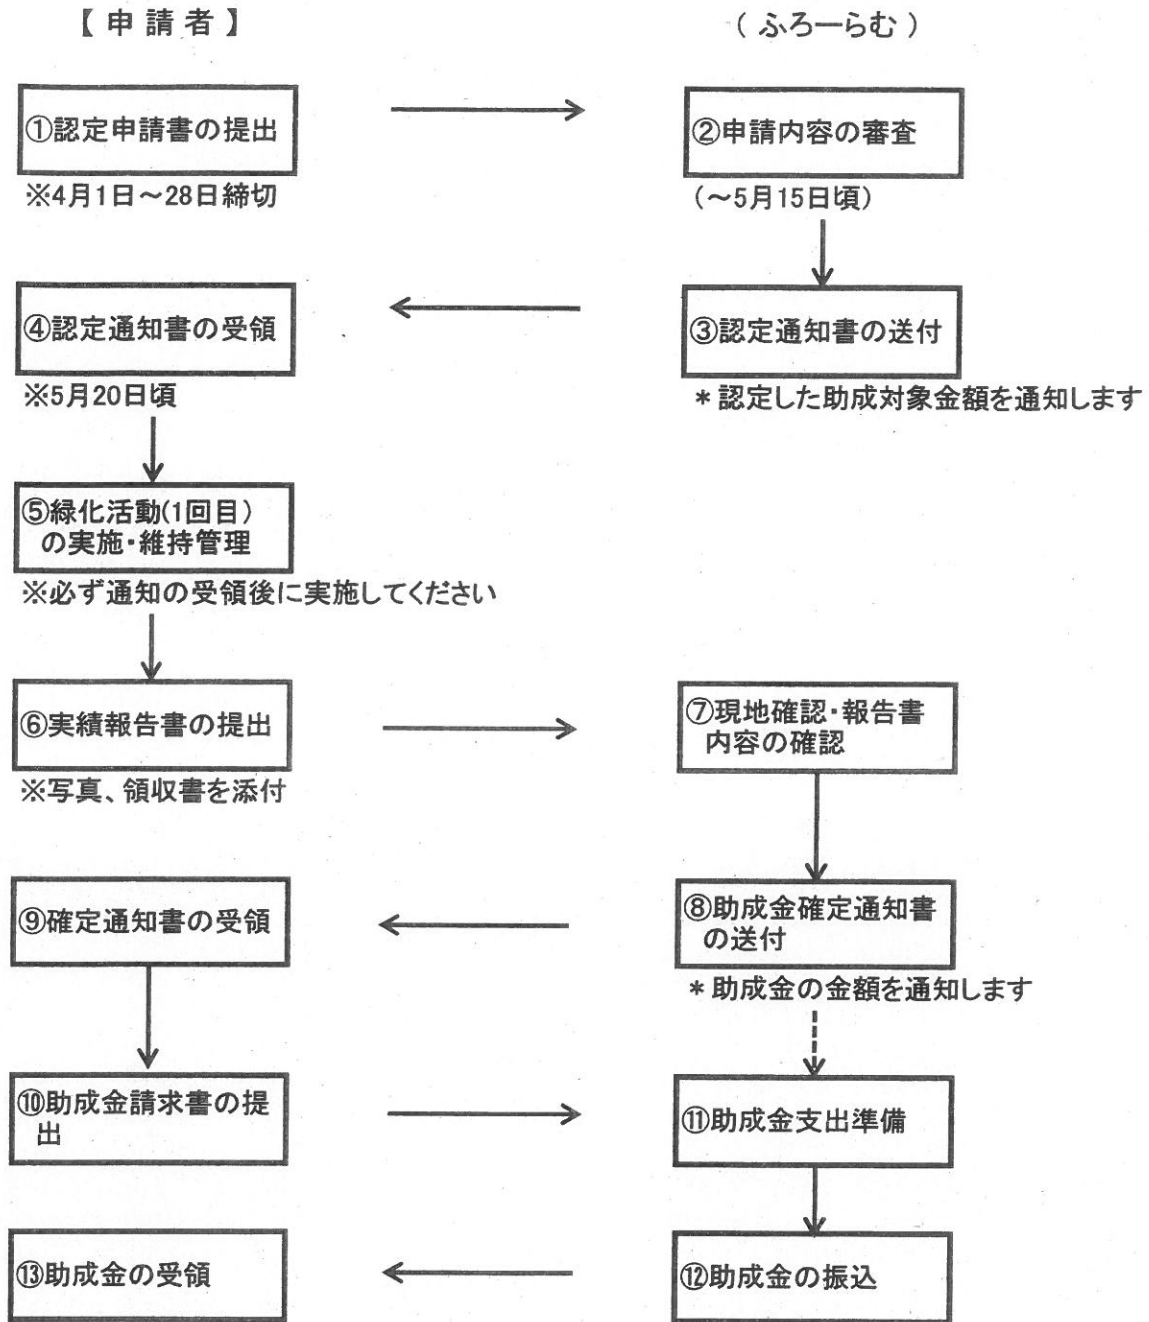 【 申 請 者 】
（ ふろーらむ ）
①認定申請書の提出
②申請内容の審査
※4月1日～28日締切
（～5月15日頃）
④認定通知書の受領
③認定通知書の送付
※5月20日頃
＊認定した助成対象金額を通知します
⑤緑化活動(1回目)
の実施・維持管理
※必ず通知の受領後に実施してください
⑥実績報告書の提出
⑦現地確認・報告書
内容の確認
※写真、領収書を添付
⑨確定通知書の受領
⑧助成金確定通知書
の送付
＊助成金の金額を通知します
⑩助成金請求書の提
出
⑪助成金支出準備
⑬助成金の受領
⑫助成金の振込